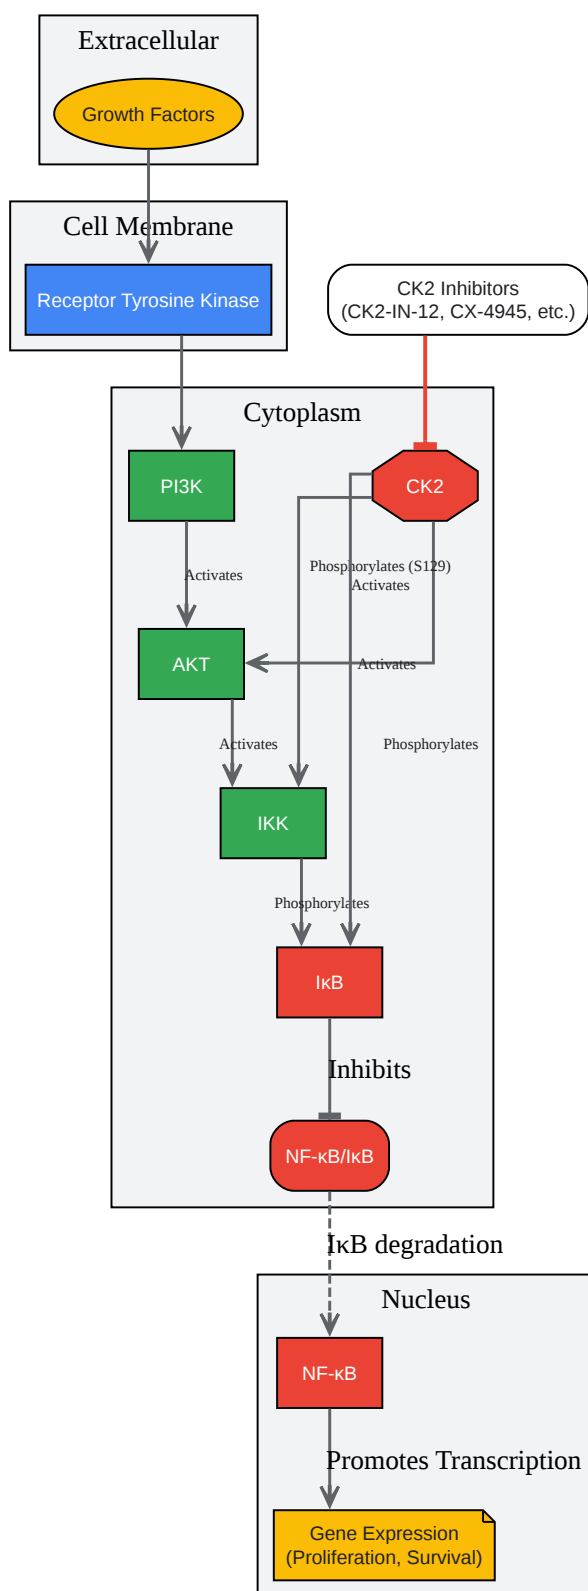 Extracellular
Growth Factors
Cell Membrane
Receptor Tyrosine Kinase
CK2 Inhibitors
(CK2-IN-12, CX-4945, etc.)
Cytoplasm
PI3K
CK2
Activates
Phosphorylates (S129)
Activates
AKT
Activates
Activates
Phosphorylates
IKK
Phosphorylates
IκB
Inhibits
NF-κB/IκB
IκB degradation
Nucleus
NF-κB
Promotes Transcription
Gene Expression
(Proliferation, Survival)